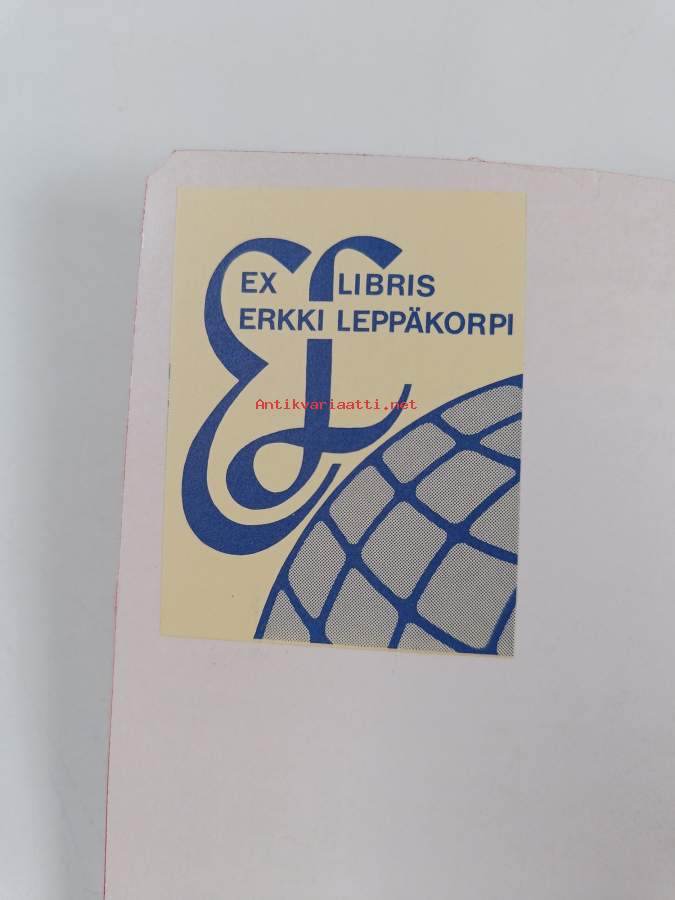 EX LIBRIS
ERKKI LEPPÄKORPI
Antikvariaatti.net